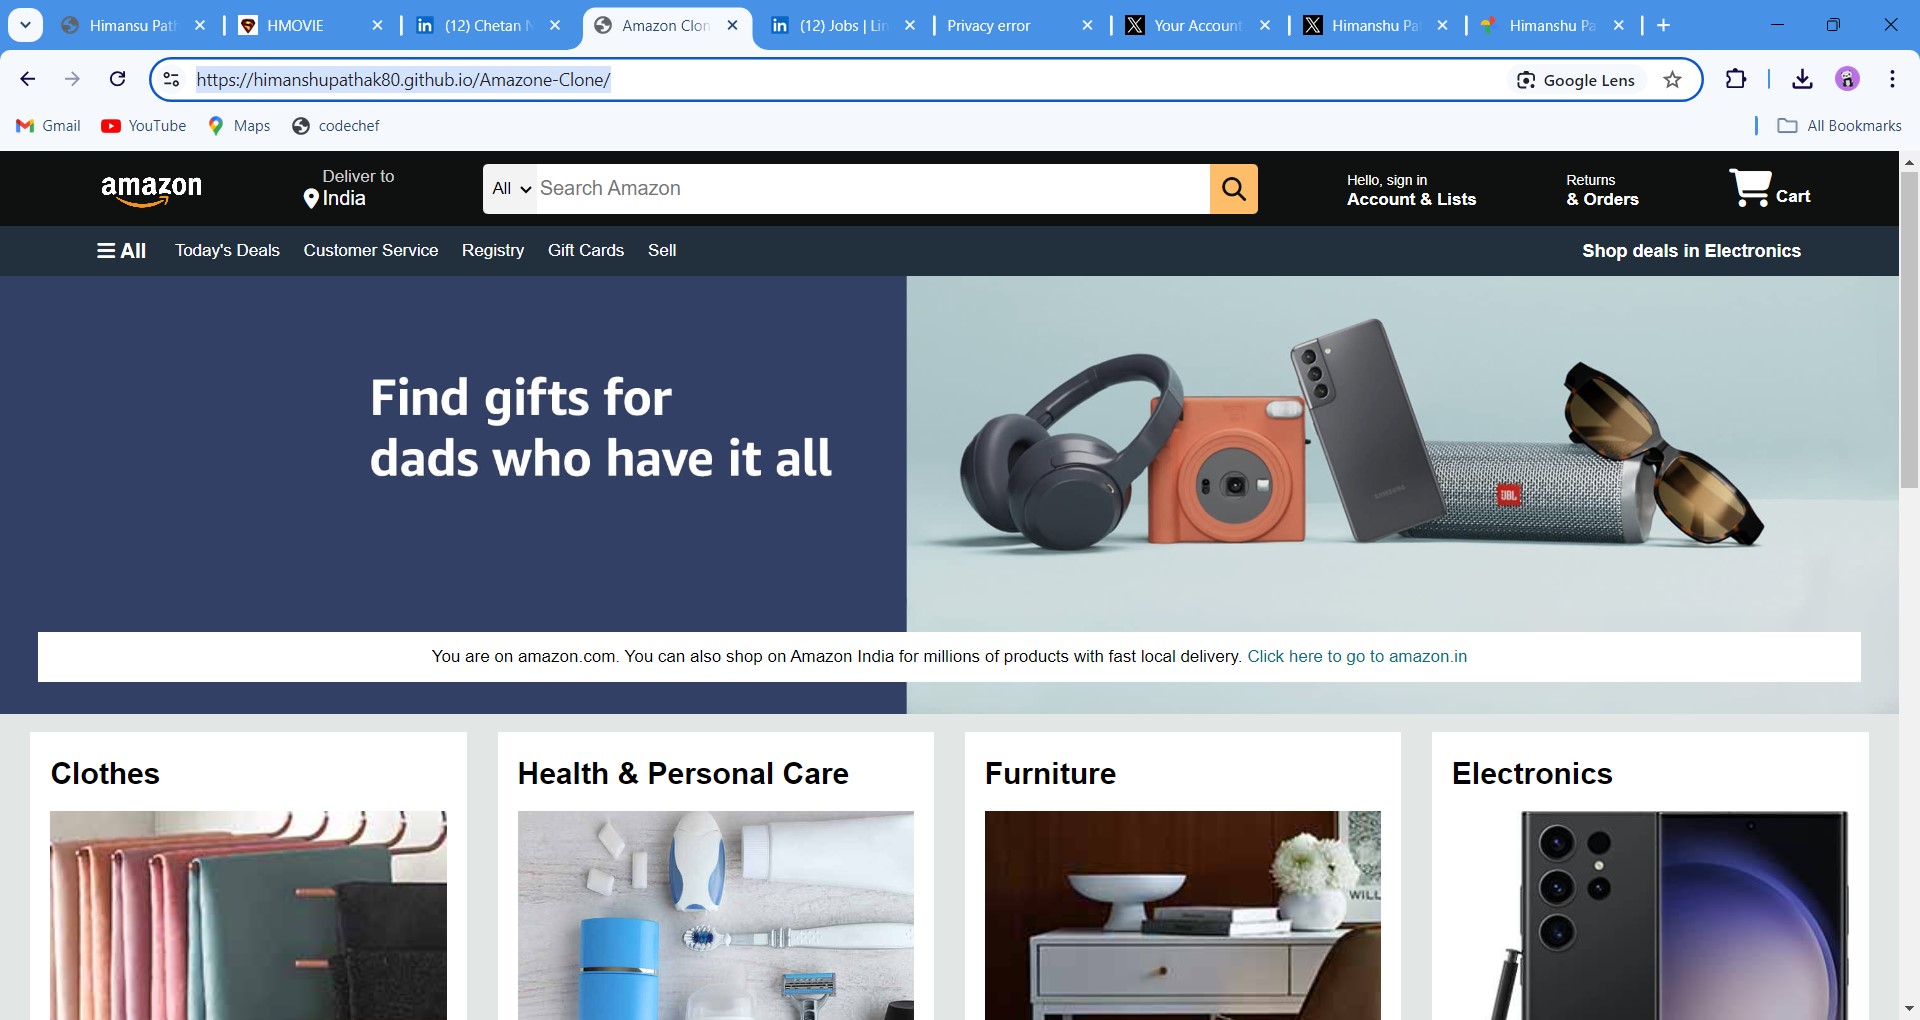 Himansu Path
HMOVIE
(12) Chetan N
Amazon Clon
(12) Jobs | Lin
Privacy error
Your Account
Himanshu Pa
Himanshu Pa
https://himanshupathak80.github.io/Amazone-Clone/
Google Lens
Gmail
YouTube
Maps
codechef
All Bookmarks
amazon
Deliver to
India
All
Search Amazon
Hello, sign in
Account & Lists
Returns
& Orders
Cart
All
Today's Deals
Customer Service
Registry
Gift Cards
Sell
Shop deals in Electronics
Find gifts for
dads who have it all
SAMSUNG
JBL
You are on amazon.com. You can also shop on Amazon India for millions of products with fast local delivery. Click here to go to amazon.in
Clothes
Health & Personal Care
Furniture
Electronics
WILL